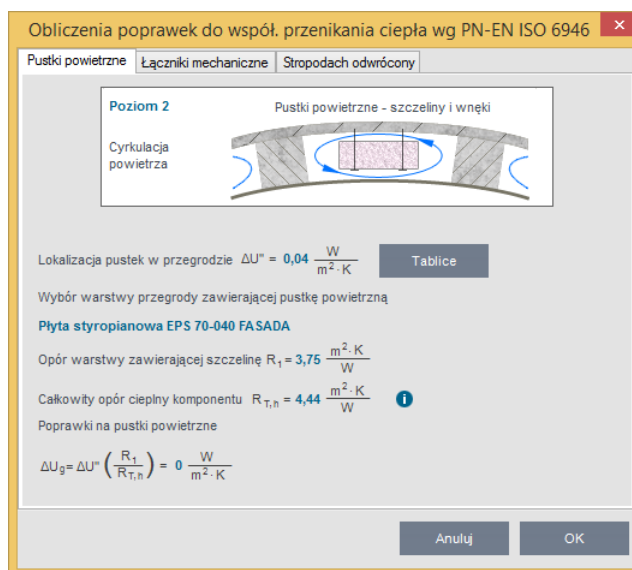 Obliczenia poprawek do współ. przenikania ciepła wg PN-EN ISO 6946
Pustki powietrzne Łączniki mechaniczne Stropodach odwrócony
Poziom 2 Pustki powietrzne - szczeliny i wnęki
Cyrkulacja
powietrza
Lokalizacja pustek w przegrodzie ΔU" = 0,04 W/m²·K Tablice
Wybór warstwy przegrody zawierającej pustkę powietrzną
Płyta styropianowa EPS 70-040 FASADA
Opór warstwy zawierającej szczelinę R₁ = 3,75 m²·K/W
Całkowity opór cieplny komponentu R_T,h = 4,44 m²·K/W i
Poprawki na pustki powietrzne
ΔU_g = ΔU" (R₁/R_T,h) = 0 W/m²·K
Anuluj OK